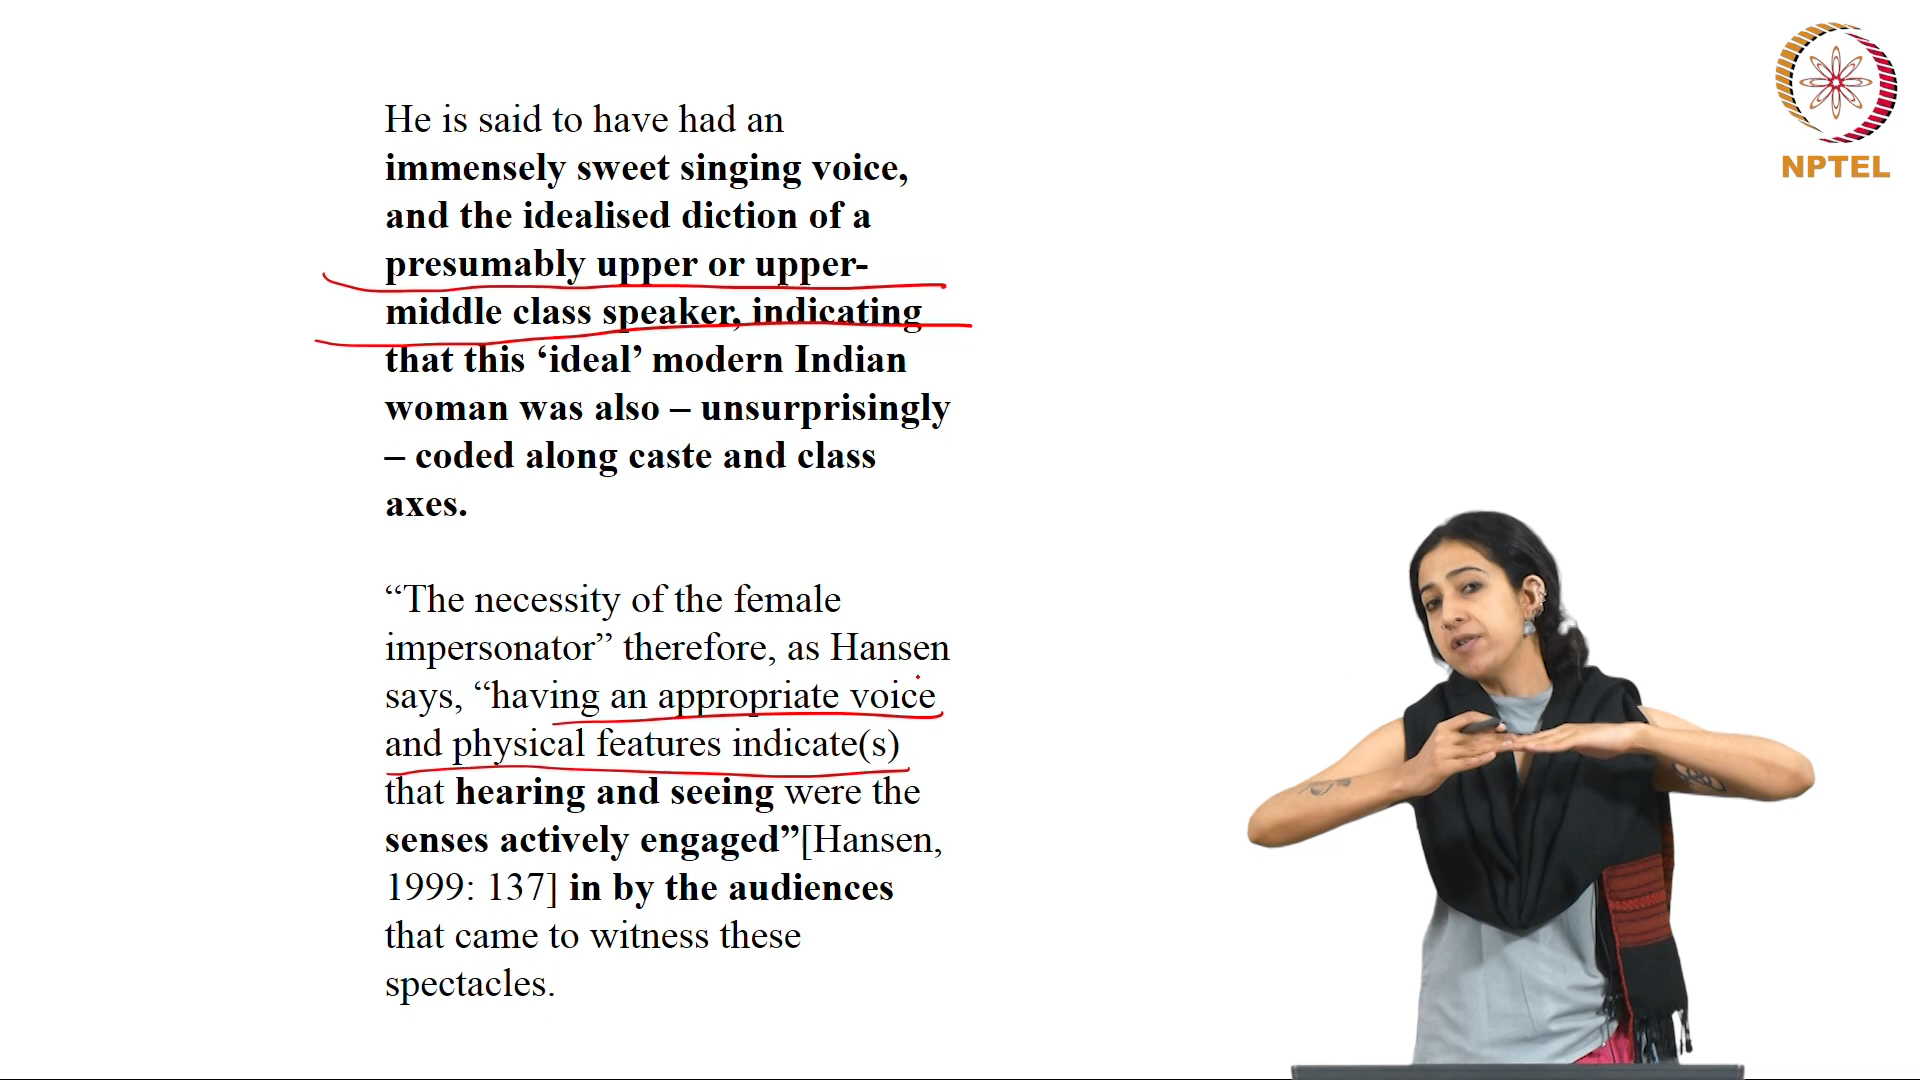 He is said to have had an
immensely sweet singing voice,
and the idealised diction of a
presumably upper or upper-
middle class speaker, indicating
that this ‘ideal’ modern Indian
woman was also – unsurprisingly
– coded along caste and class
axes.
“The necessity of the female
impersonator” therefore, as Hansen
says, “having an appropriate voice
and physical features indicate(s)
that hearing and seeing were the
senses actively engaged”[Hansen,
1999: 137] in by the audiences
that came to witness these
spectacles.
NPTEL